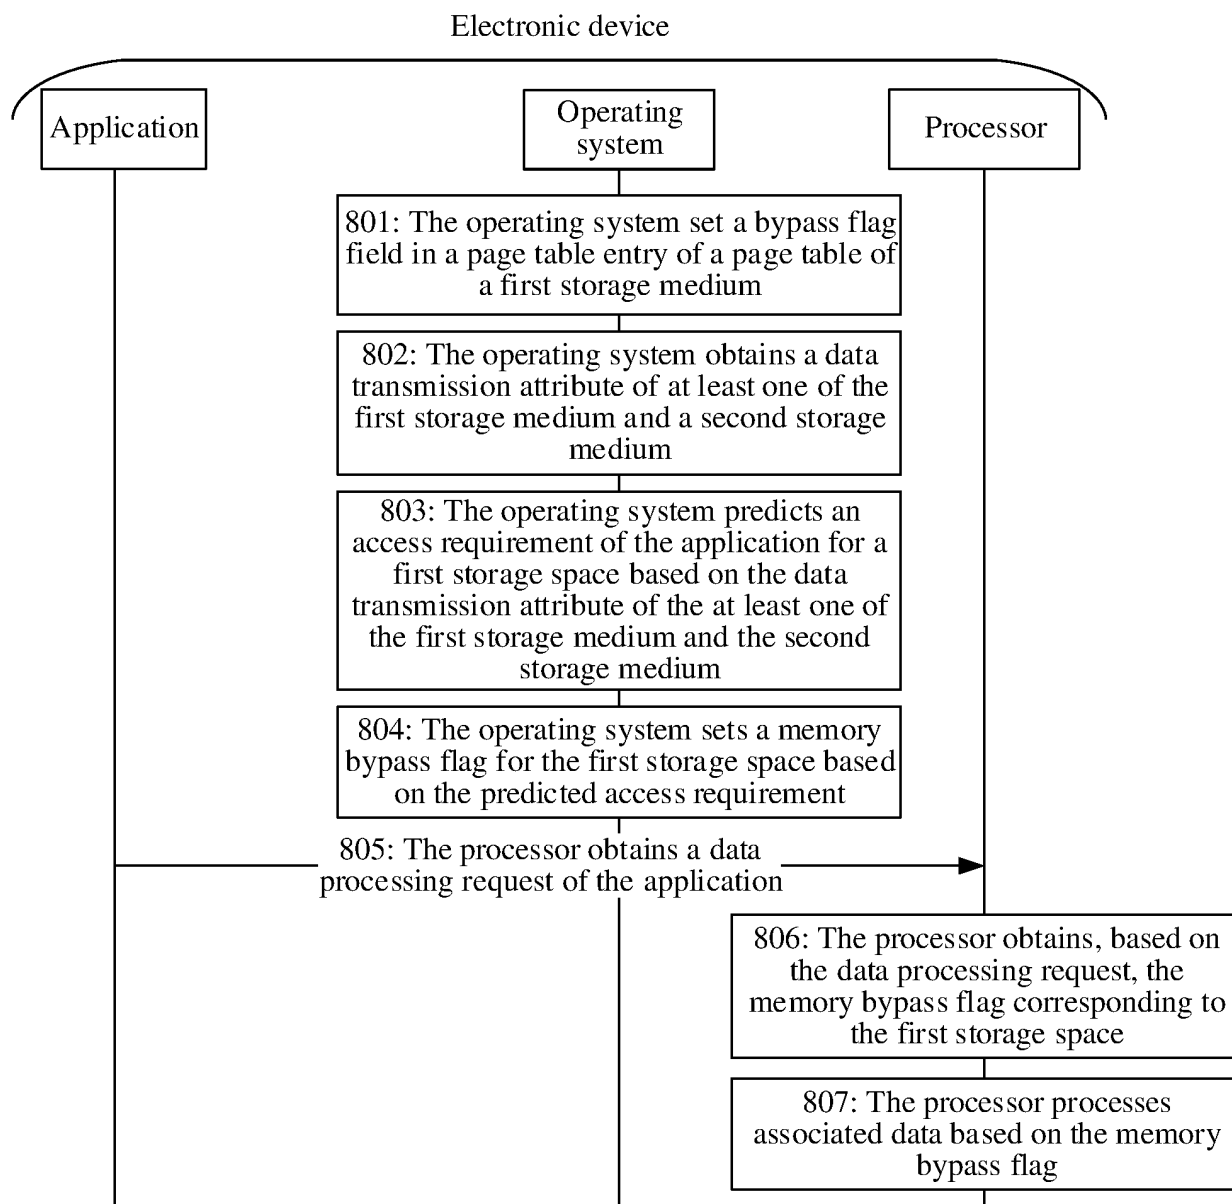 Electronic device
Application
Operating
system
Processor
801: The operating system set a bypass flag
field in a page table entry of a page table of
a first storage medium
802: The operating system obtains a data
transmission attribute of at least one of the
first storage medium and a second storage
medium
803: The operating system predicts an
access requirement of the application for a
first storage space based on the data
transmission attribute of the at least one of
the first storage medium and the second
storage medium
804: The operating system sets a memory
bypass flag for the first storage space based
on the predicted access requirement
805: The processor obtains a data
processing request of the application
806: The processor obtains, based on
the data processing request, the
memory bypass flag corresponding to
the first storage space
807: The processor processes
associated data based on the memory
bypass flag